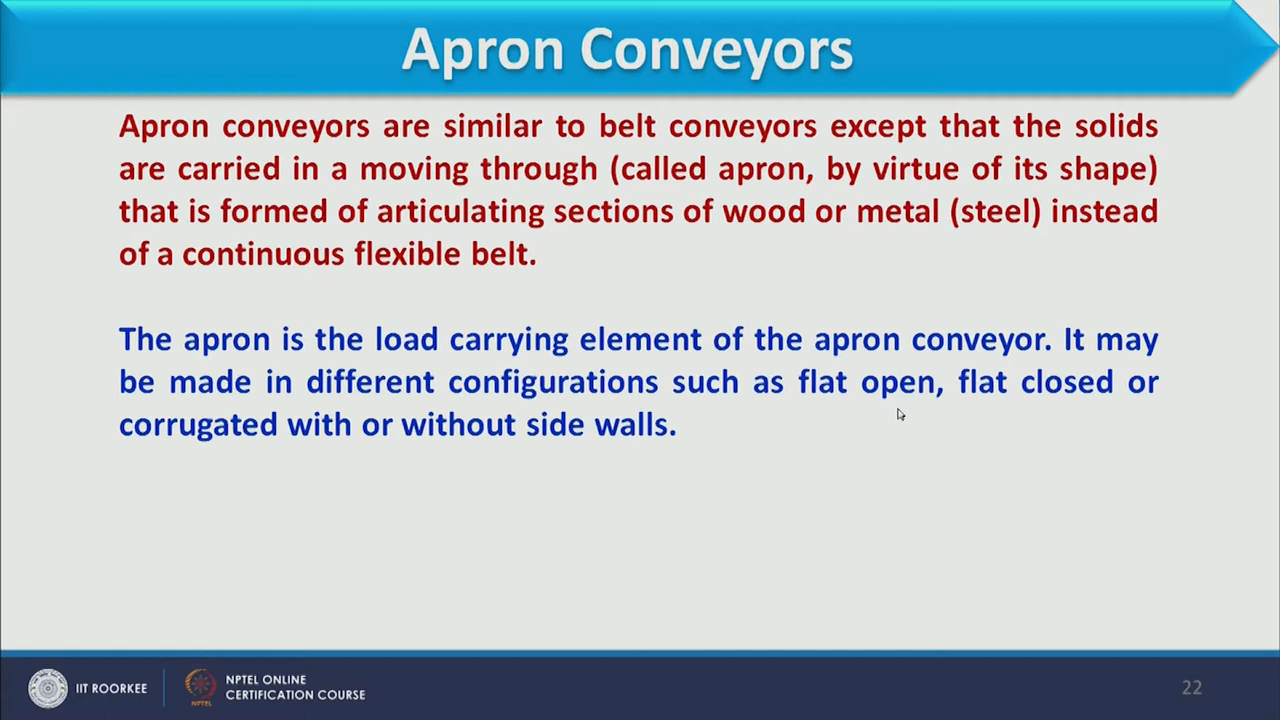 Apron Conveyors
Apron conveyors are similar to belt conveyors except that the solids
are carried in a moving through (called apron, by virtue of its shape)
that is formed of articulating sections of wood or metal (steel) instead
of a continuous flexible belt.
The apron is the load carrying element of the apron conveyor. It may
be made in different configurations such as flat open, flat closed or
corrugated with or without side walls.
IIT ROORKEE
NPTEL
NPTEL ONLINE
CERTIFICATION COURSE
22